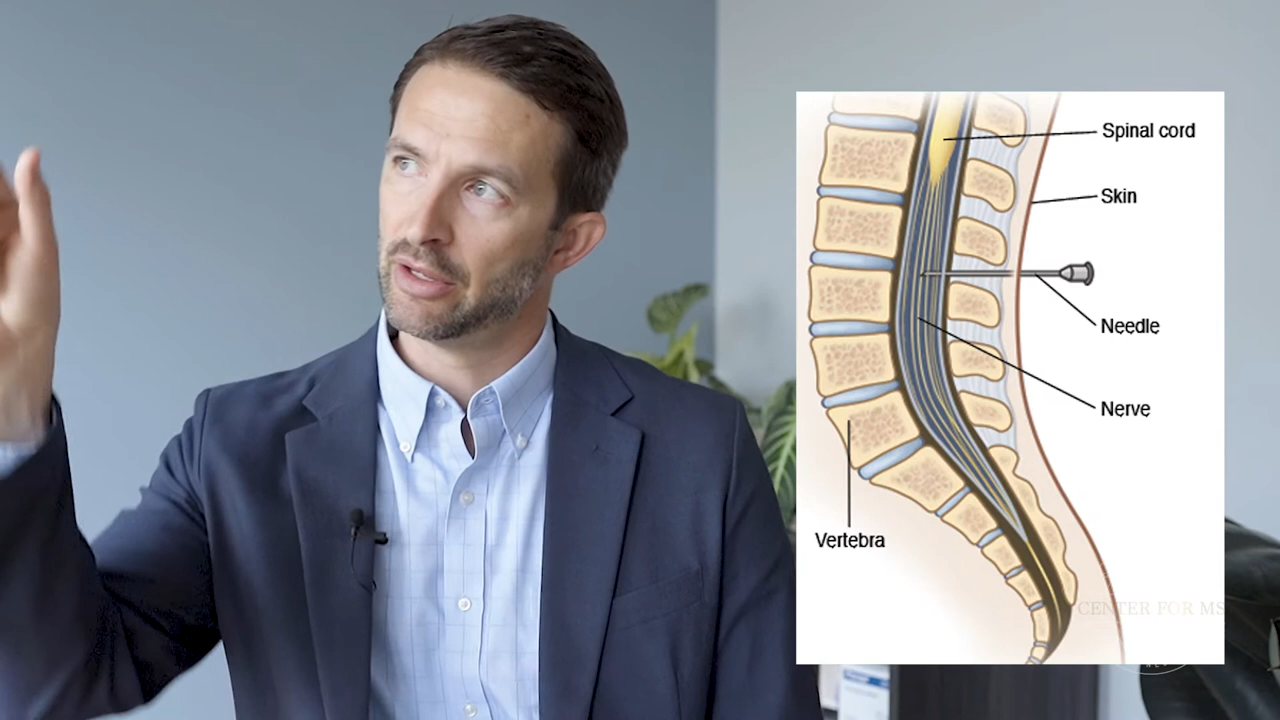 Spinal cord
Skin
Needle
Nerve
Vertebra
CENTER FOR MS